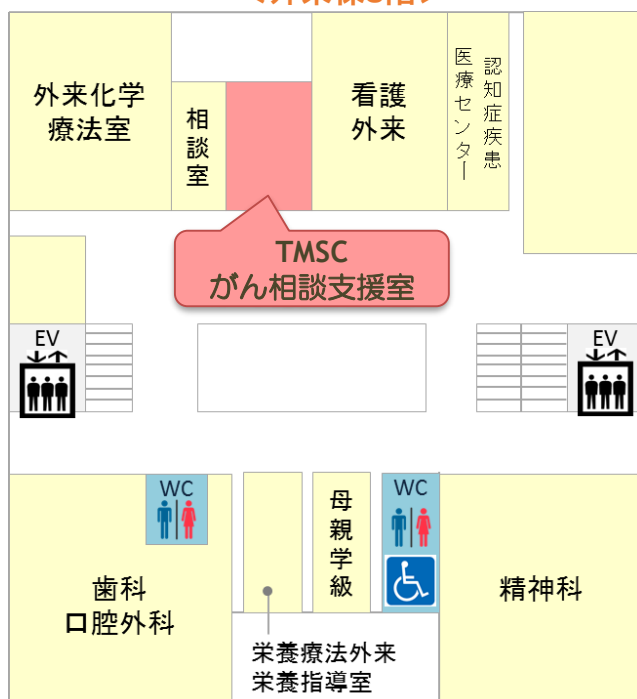 外来化学
療法室
相談室
看護
外来
認知症疾患
医療センター
TMSC
がん相談支援室
EV
EV
WC
母親学級
WC
歯科
口腔外科
精神科
栄養療法外来
栄養指導室